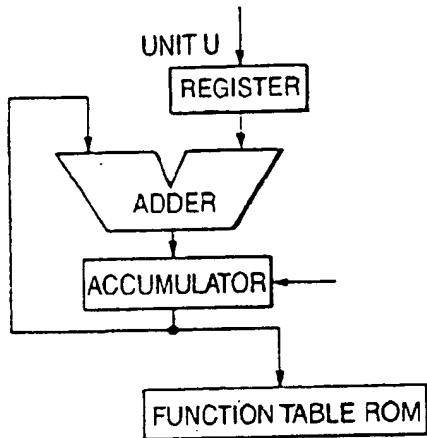 UNIT U
REGISTER
ADDER
ACCUMULATOR
FUNCTION TABLE ROM